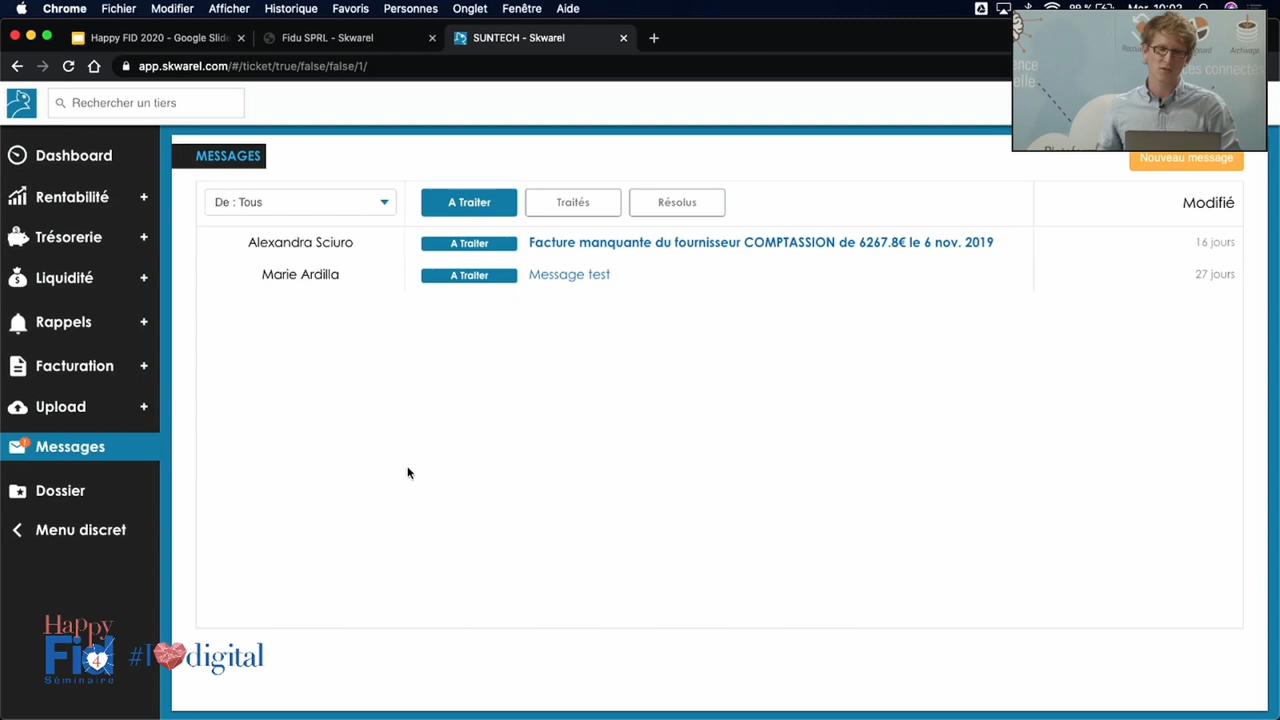 Chrome Fichier Modifier Afficher Historique Favoris Personnes Onglet Fenêtre Aide
Happy FID 2020 - Google Slide
Fidu SPRL - Skwarel
SUNTECH - Skwarel
app.skwarel.com/#/ticket/true/false/false/1/
Rechercher un tiers
Archivage
Dashboard
Rentabilité +
Trésorerie +
Liquidité +
Rappels +
Facturation +
Upload +
Messages
Dossier
Menu discret
MESSAGES
Nouveau message
De : Tous
A Traiter
Traités
Résolus
Modifié
Alexandra Sciuro A Traiter Facture manquante du fournisseur COMPTASSION de 6267.8€ le 6 nov. 2019 16 jours
Marie Ardilla A Traiter Message test 27 jours
Happy
Fid 4
Séminaire
#I digital